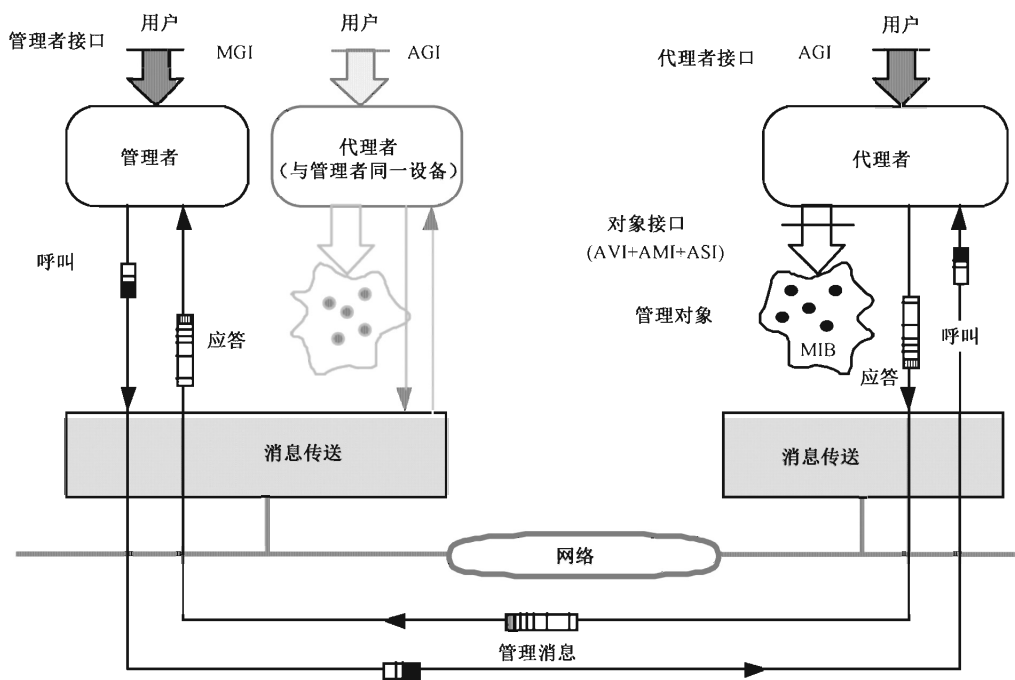 用户
用户
用户
管理者接口
MGI
AGI
代理者接口
AGI
管理者
代理者
（与管理者同一设备）
代理者
对象接口
(AVI+AMI+ASI)
呼叫
管理对象
应答
呼叫
MIB
应答
消息传送
消息传送
网络
管理消息